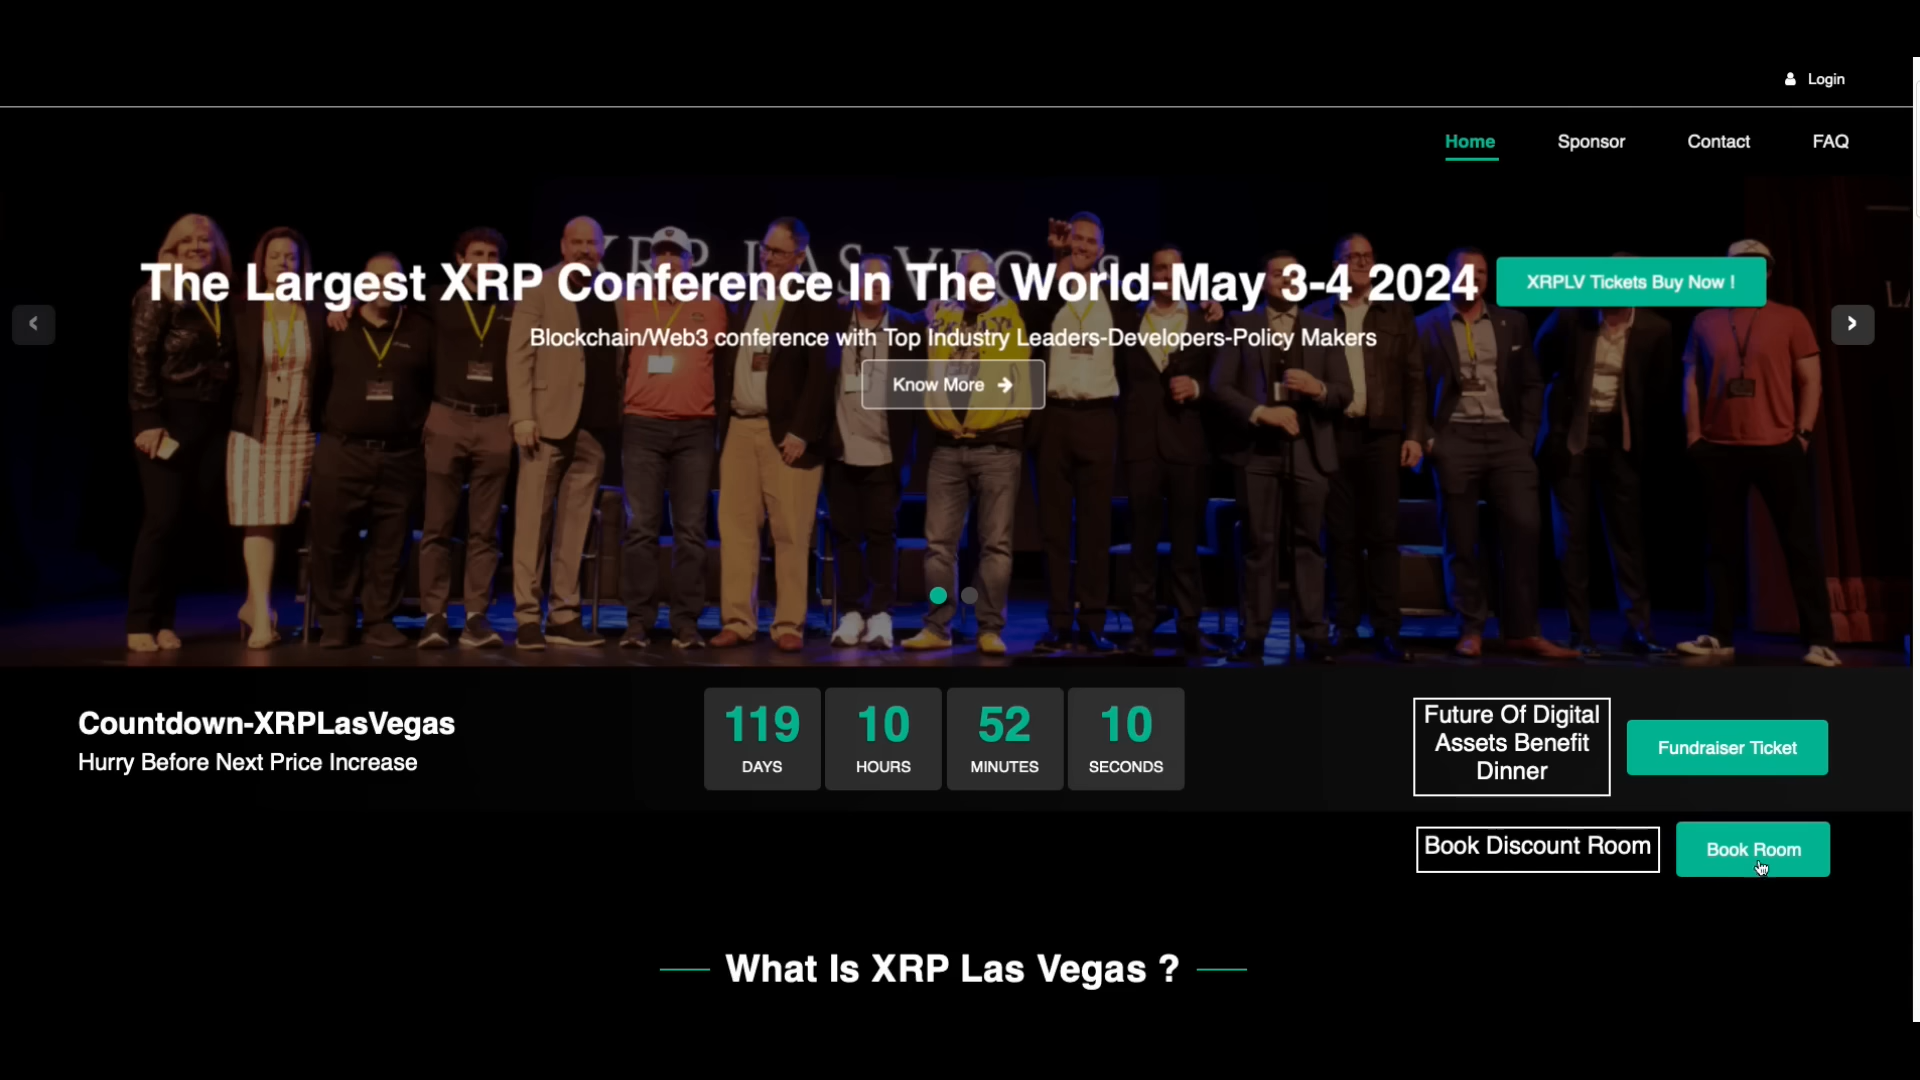 Login
Home Sponsor Contact FAQ
XRP LAS VEGAS
The Largest XRP Conference In The World-May 3-4 2024
XRPLV Tickets Buy Now !
Blockchain/Web3 conference with Top Industry Leaders-Developers-Policy Makers
Know More
Countdown-XRPLasVegas
Hurry Before Next Price Increase
119 10 52 10
DAYS HOURS MINUTES SECONDS
Future Of Digital
Assets Benefit
Dinner
Fundraiser Ticket
Book Discount Room
Book Room
What Is XRP Las Vegas ?